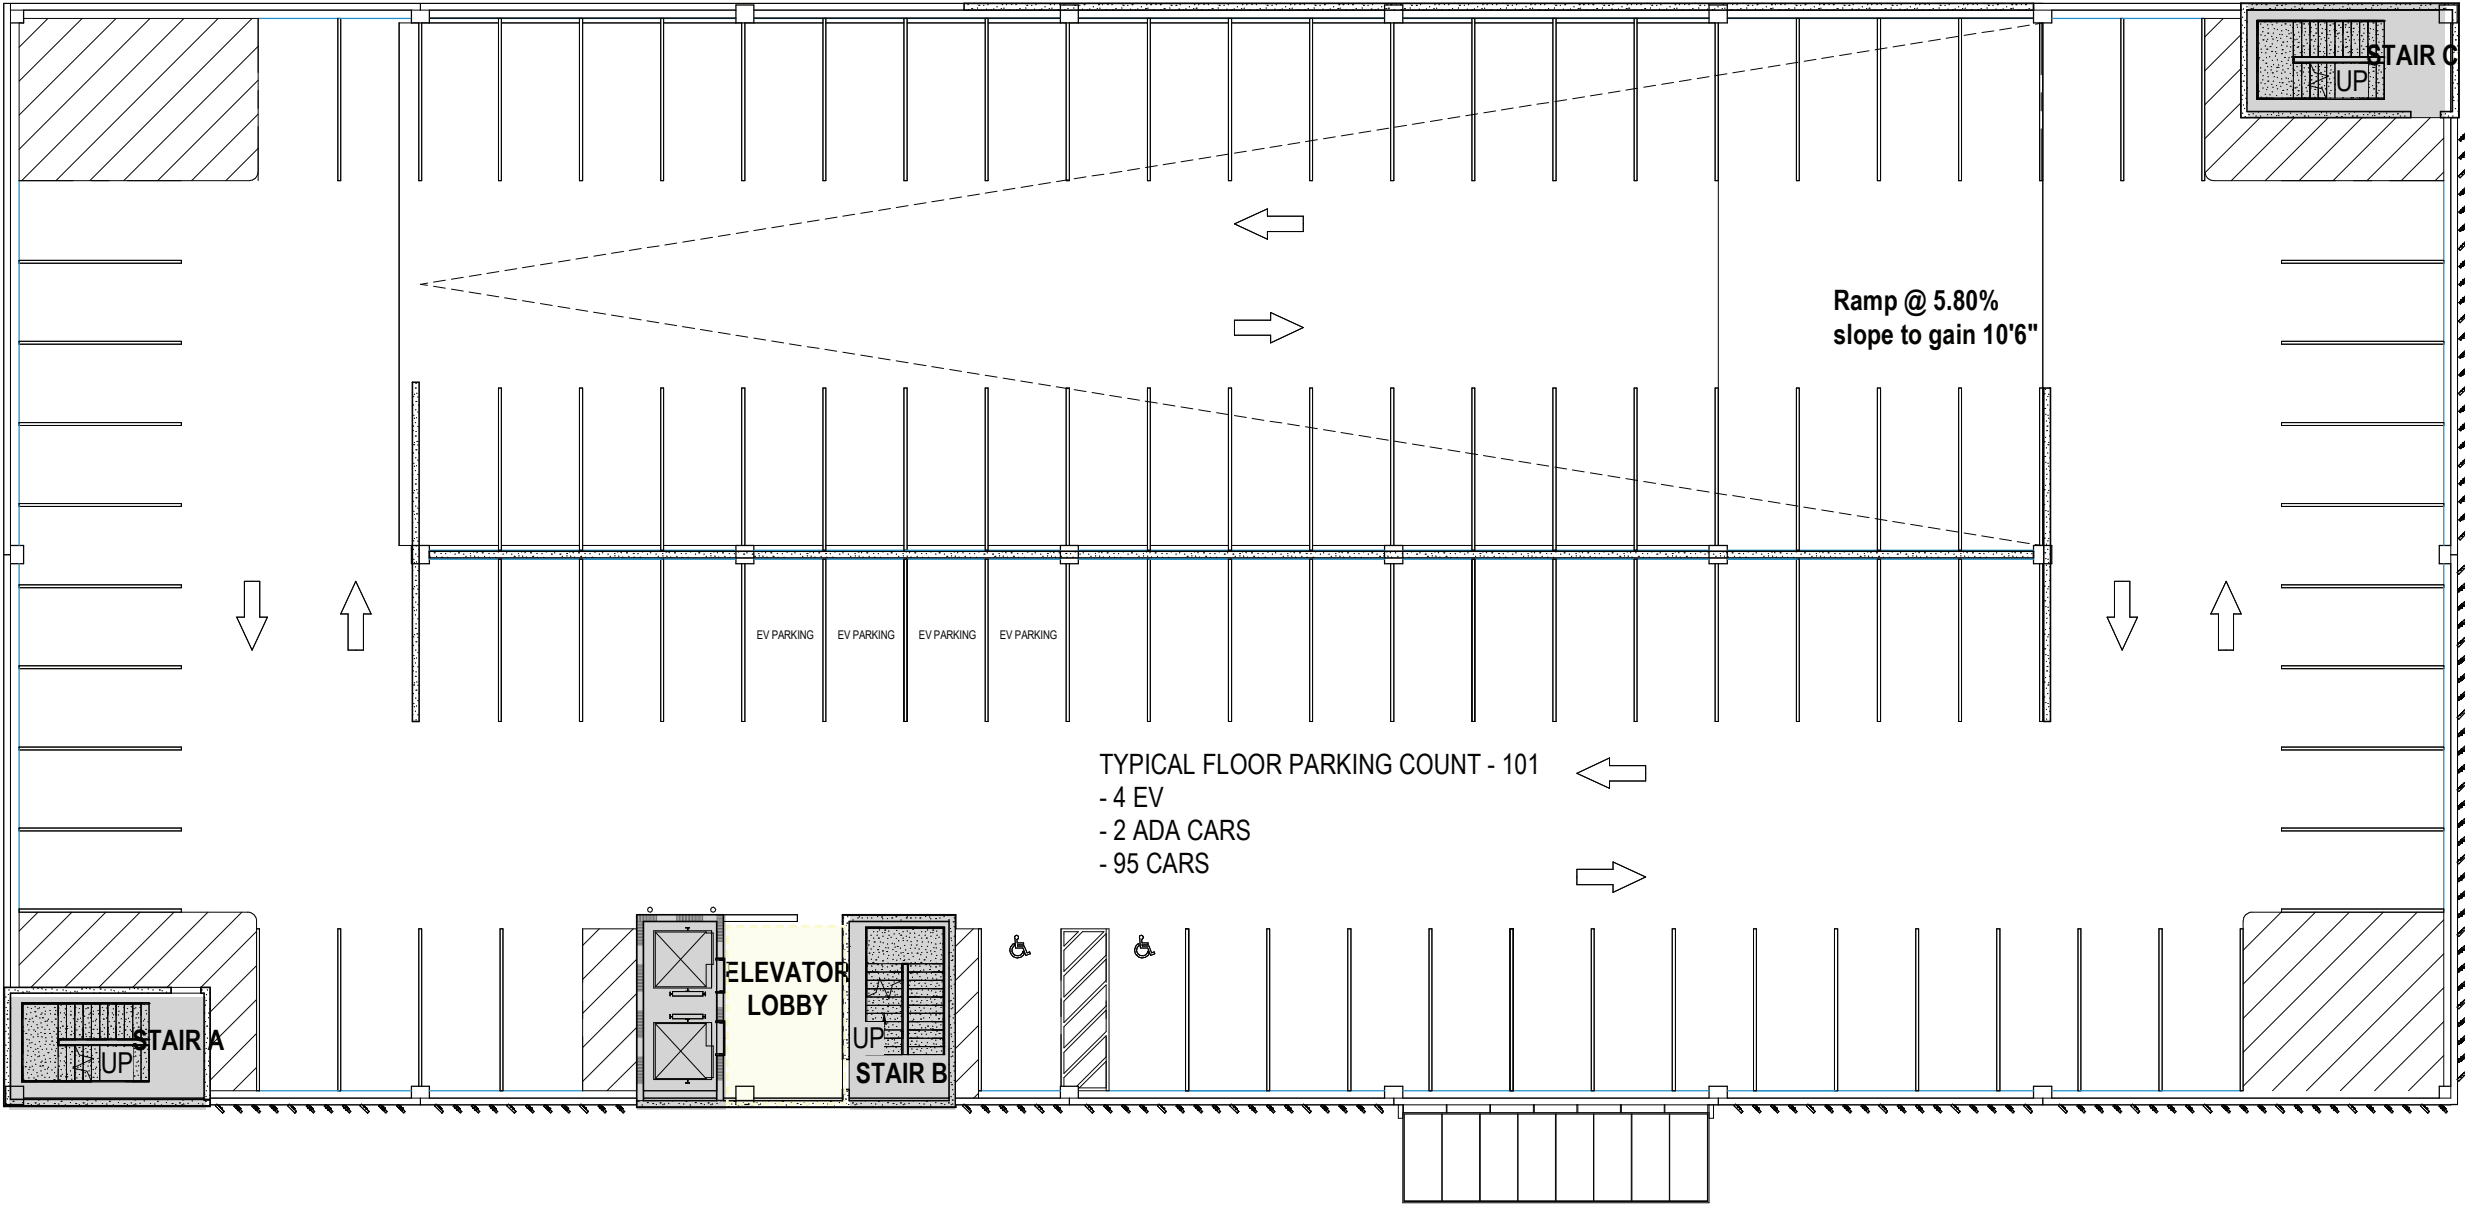 STAIR C
UP
Ramp @ 5.80%
slope to gain 10'6"
EV PARKING
EV PARKING
EV PARKING
EV PARKING
TYPICAL FLOOR PARKING COUNT - 101
- 4 EV
- 2 ADA CARS
- 95 CARS
ELEVATOR
LOBBY
STAIR A
UP
UP
STAIR B